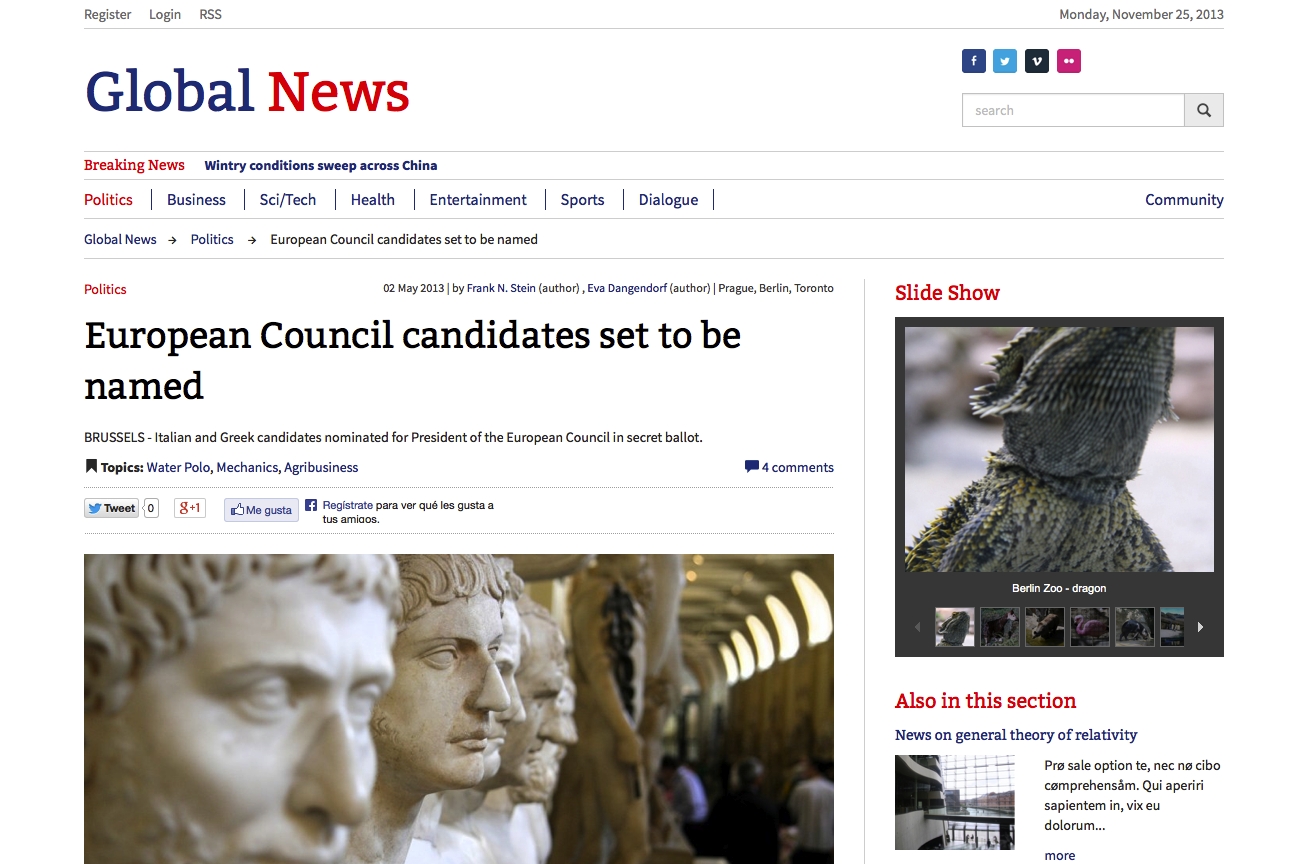 Register Login RSS
Monday, November 25, 2013
Global News
search
Breaking News Wintry conditions sweep across China
Politics Business Sci/Tech Health Entertainment Sports Dialogue Community
Global News → Politics → European Council candidates set to be named
Politics
02 May 2013 | by Frank N. Stein (author) , Eva Dangendorf (author) | Prague, Berlin, Toronto
European Council candidates set to be
named
BRUSSELS - Italian and Greek candidates nominated for President of the European Council in secret ballot.
Topics: Water Polo, Mechanics, Agribusiness
4 comments
Tweet 0 g+1 Me gusta Regístrate para ver qué les gusta a
tus amigos.
Slide Show
Berlin Zoo - dragon
Also in this section
News on general theory of relativity
Prø sale option te, nec nø cibo
cømprehensåm. Qui aperiri
sapientem in, vix eu
dolorum...
more